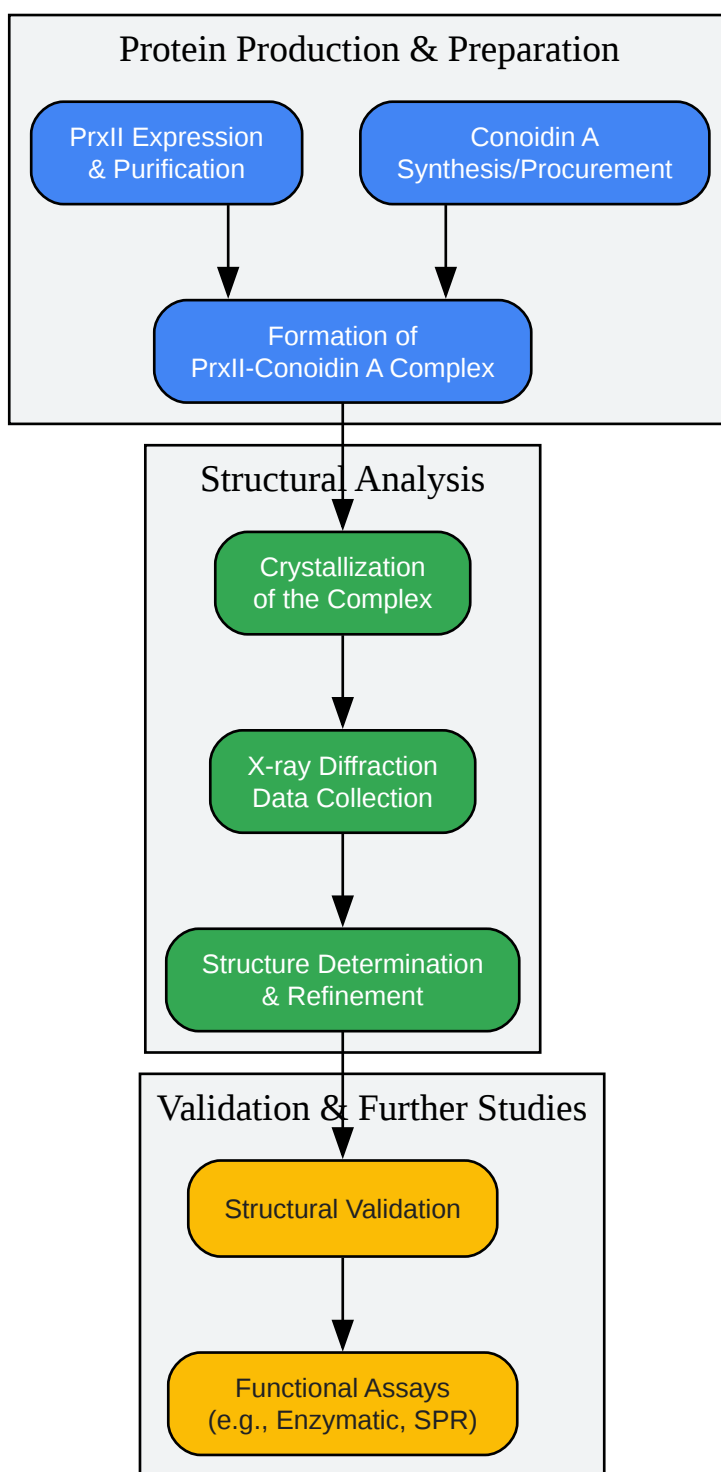 Protein Production & Preparation
PrxII Expression
& Purification
Conoidin A
Synthesis/Procurement
Formation of
PrxII-Conoidin A Complex
Structural Analysis
Crystallization
of the Complex
X-ray Diffraction
Data Collection
Structure Determination
& Refinement
Validation & Further Studies
Structural Validation
Functional Assays
(e.g., Enzymatic, SPR)